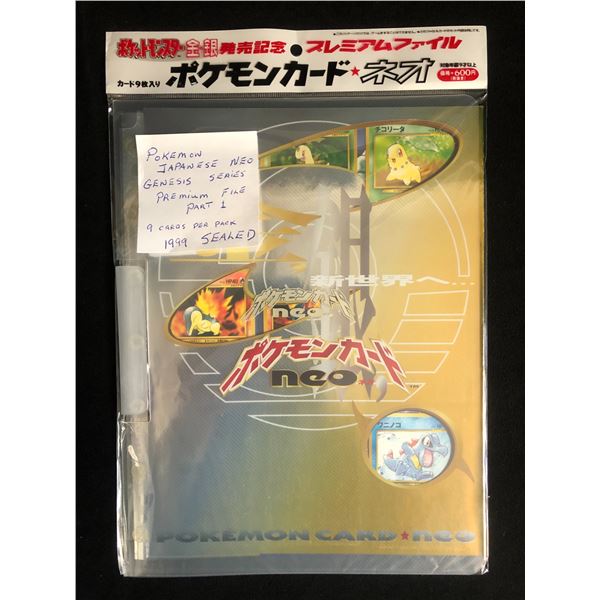 ポケットモンスター金・銀 発売記念・プレミアムファイル
カード9枚入り ポケモンカード★ネオ 対象年齢9才以上
価格・600円
(税抜き)
POKEMON
JAPANESE NEO
GENESIS SERIES
PREMIUM FILE
PART 1
9 CARDS PER PACK
1999 SEALED
チコリータ
新世界へ...
ポケモンカード
neo
ポケモンカード
neo
ワニノコ
POKEMON CARD★neo